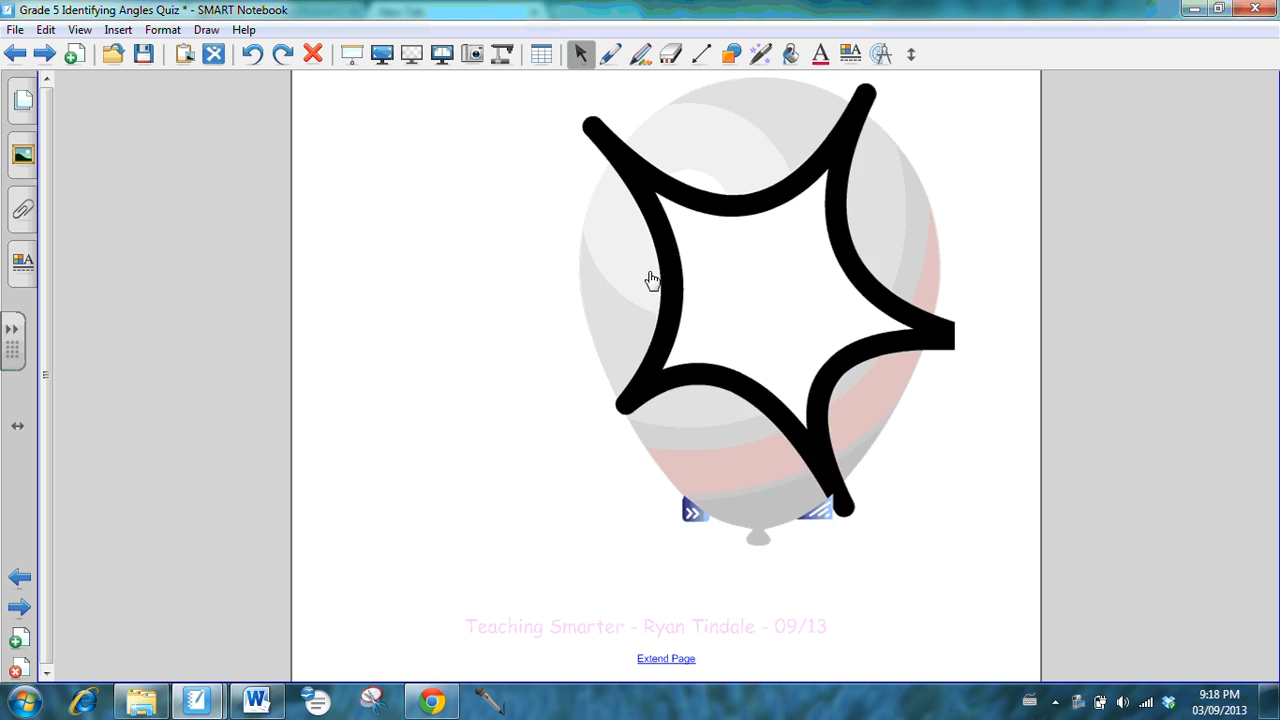 Grade 5 Identifying Angles Quiz * - SMART Notebook
File Edit View Insert Format Draw Help
Teaching Smarter - Ryan Tindale - 09/13
Extend Page
9:18 PM
03/09/2013